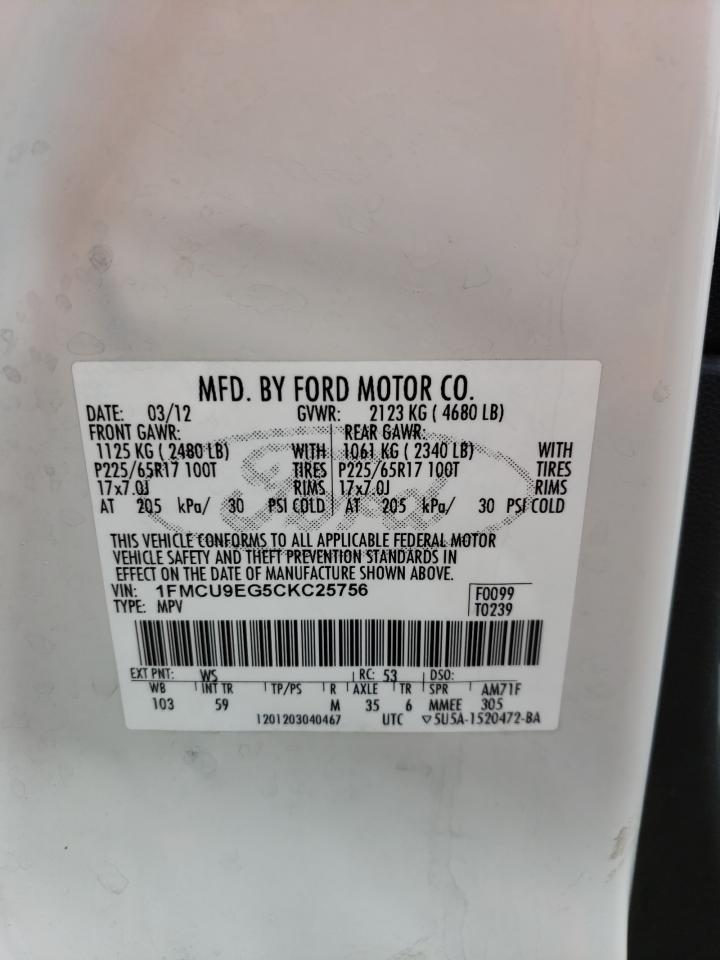 MFD. BY FORD MOTOR CO.
DATE: 03/12 GVWR: 2123 KG ( 4680 LB)
FRONT GAWR: REAR GAWR:
1125 KG ( 2480 LB) WITH 1061 KG ( 2340 LB) WITH
P225/65R17 100T TIRES P225/65R17 100T TIRES
17x7.0J RIMS 17x7.0J RIMS
AT 205 kPa/ 30 PSI COLD AT 205 kPa/ 30 PSI COLD
Ford
THIS VEHICLE CONFORMS TO ALL APPLICABLE FEDERAL MOTOR
VEHICLE SAFETY AND THEFT PREVENTION STANDARDS IN
EFFECT ON THE DATE OF MANUFACTURE SHOWN ABOVE.
VIN: 1FMCU9EG5CKC25756 F0099
TYPE: MPV T0239
EXT PNT: WS RC: 53 DSO:
WB INT TR TP/PS R AXLE TR SPR AM71F
103 59 M 35 6 MMEE 305
1201203040467 UTC ▽5U5A-1520472-BA